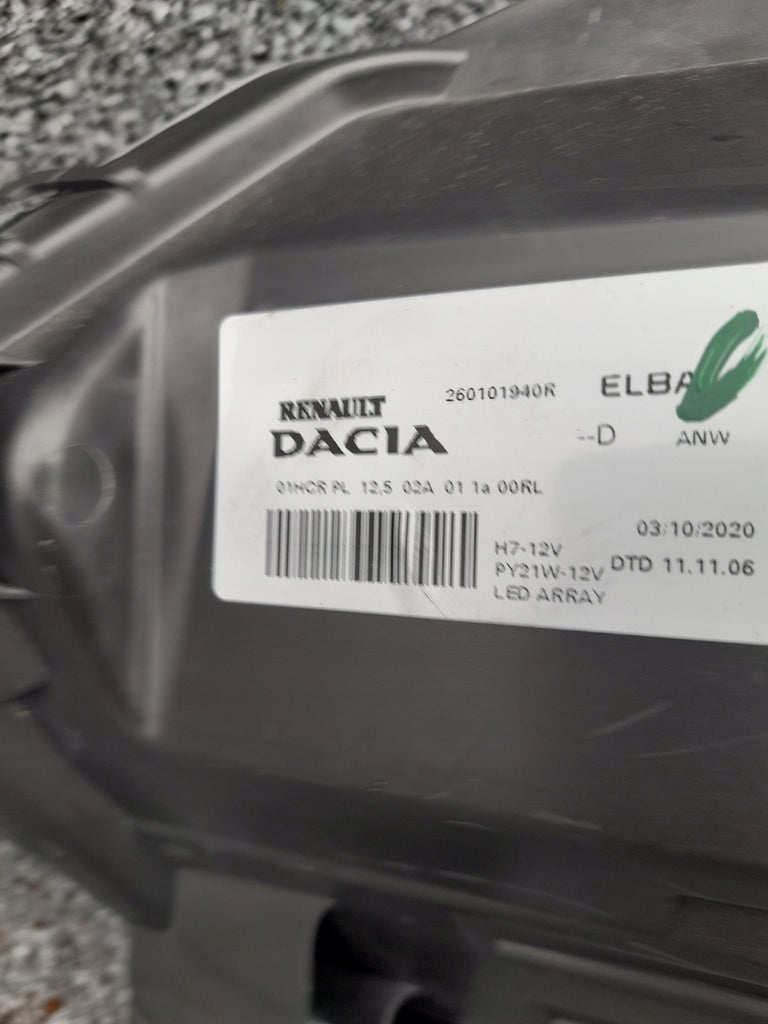 260101940R ELBA
RENAULT
DACIA
--D ANW
01HCR PL 12,5 02A 01 1a 00RL
03/10/2020
H7-12V
PY21W-12V DTD 11.11.06
LED ARRAY